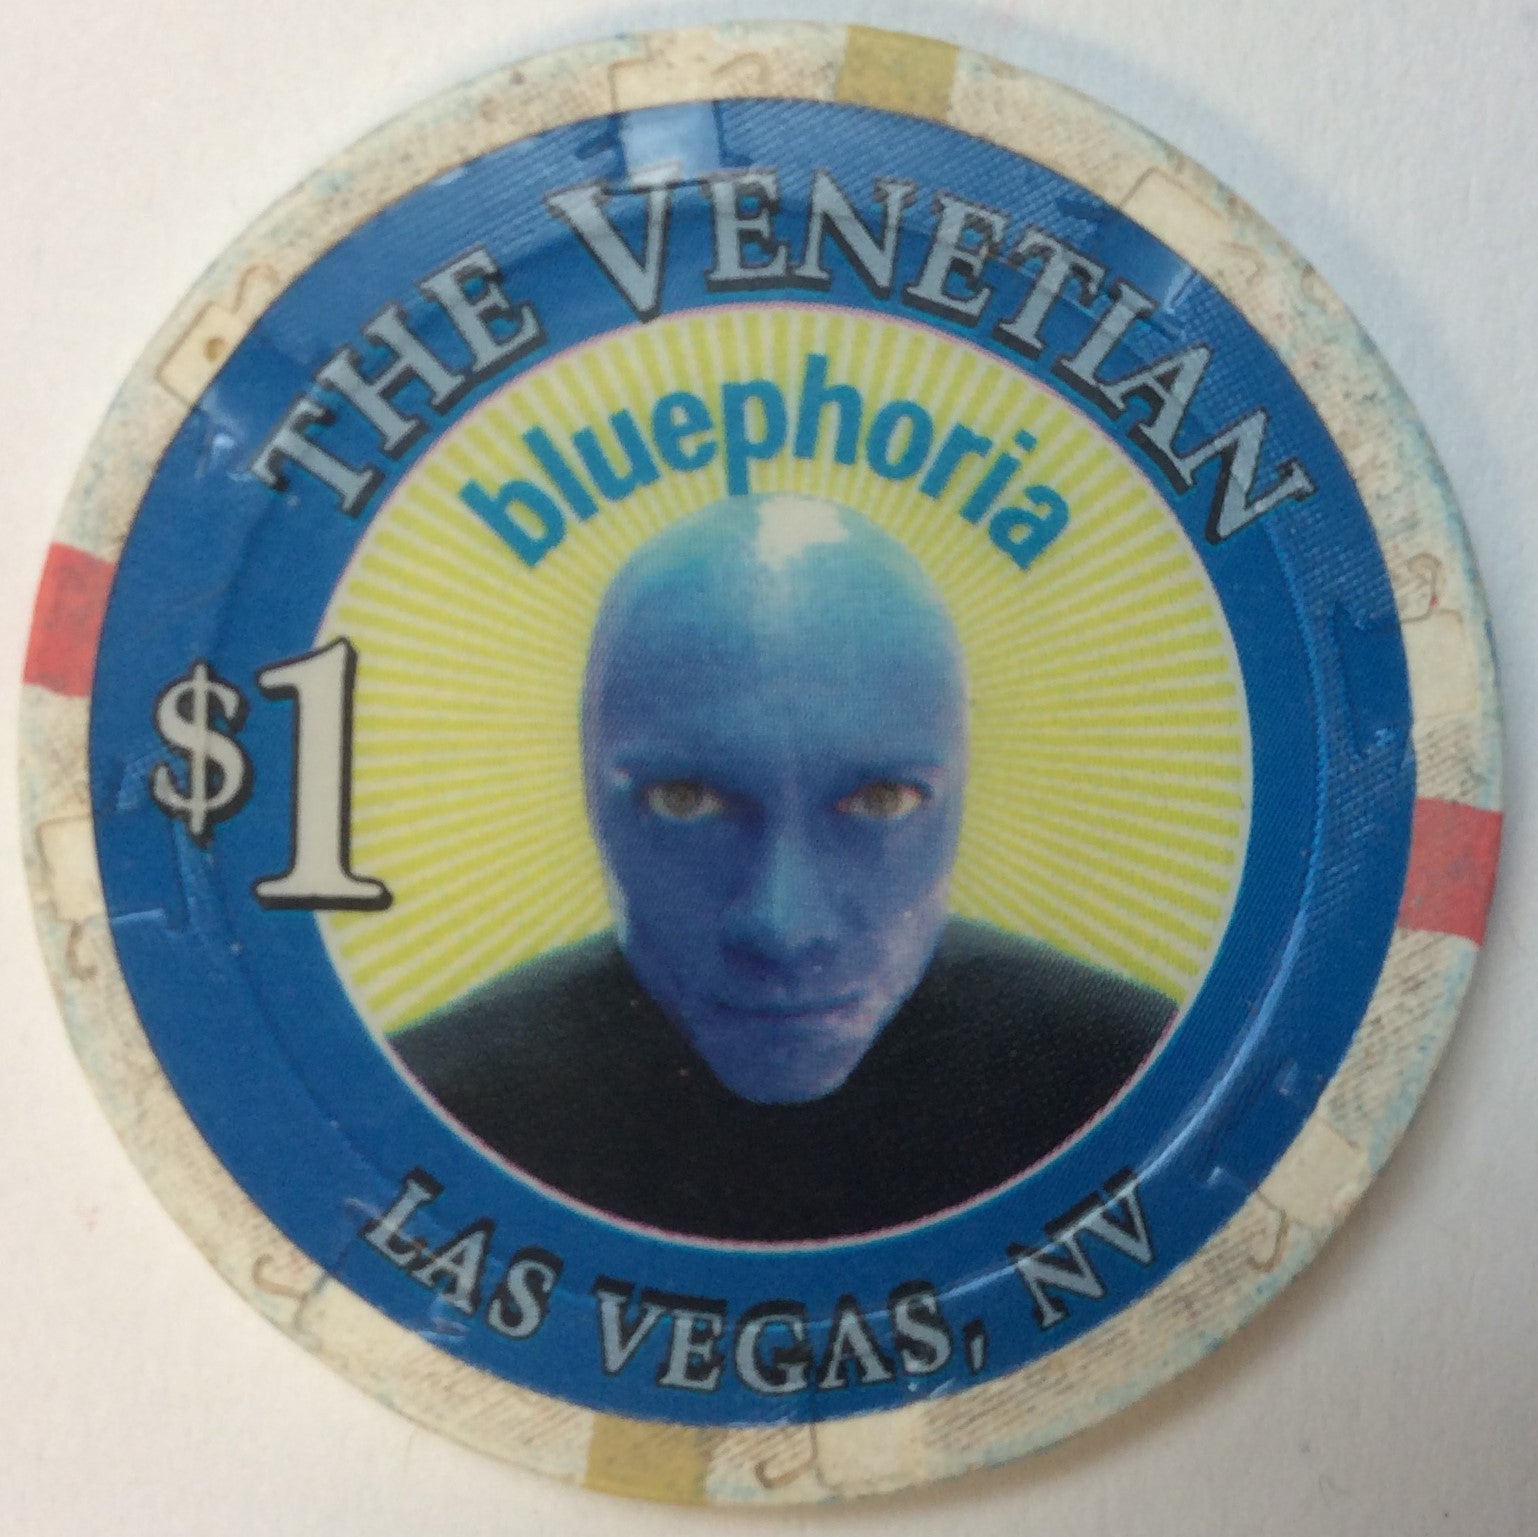 THE VENETIAN
bluephoria
$1
LAS VEGAS, NV